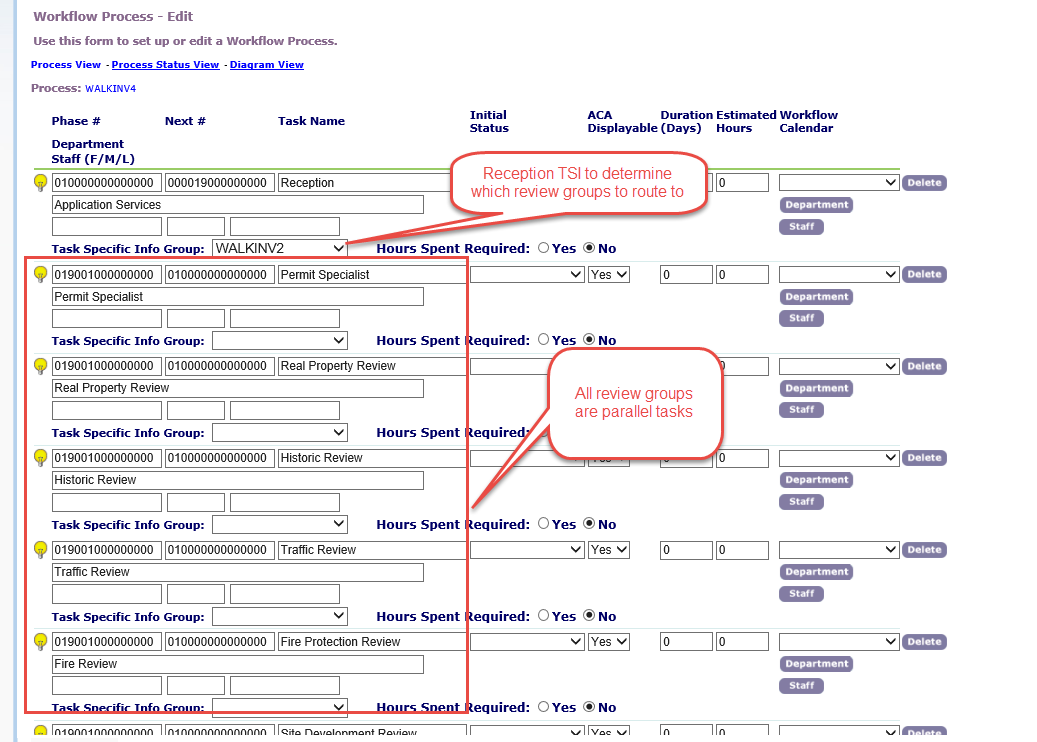 Workflow Process - Edit
Use this form to set up or edit a Workflow Process.
Process View - Process Status View - Diagram View
Process: WALKINV4
Phase # Next # Task Name Initial Status ACA Displayable Duration (Days) Estimated Hours Workflow Calendar
Department
Staff (F/M/L)
010000000000000 000019000000000 Reception 0 Delete
Application Services Department
Staff
Task Specific Info Group: WALKINV2 Hours Spent Required: Yes No
Reception TSI to determine
which review groups to route to
019001000000000 010000000000000 Permit Specialist Yes 0 0 Delete
Permit Specialist Department
Staff
Task Specific Info Group: Hours Spent Required: Yes No
019001000000000 010000000000000 Real Property Review 0 Delete
Real Property Review Department
Staff
Task Specific Info Group: Hours Spent Required:
All review groups
are parallel tasks
019001000000000 010000000000000 Historic Review Yes 0 0 Delete
Historic Review Department
Staff
Task Specific Info Group: Hours Spent Required: Yes No
019001000000000 010000000000000 Traffic Review Yes 0 0 Delete
Traffic Review Department
Staff
Task Specific Info Group: Hours Spent Required: Yes No
019001000000000 010000000000000 Fire Protection Review Yes 0 0 Delete
Fire Review Department
Staff
Task Specific Info Group: Hours Spent Required: Yes No
019001000000000 010000000000000 Site Development Review Yes 0 0 Delete